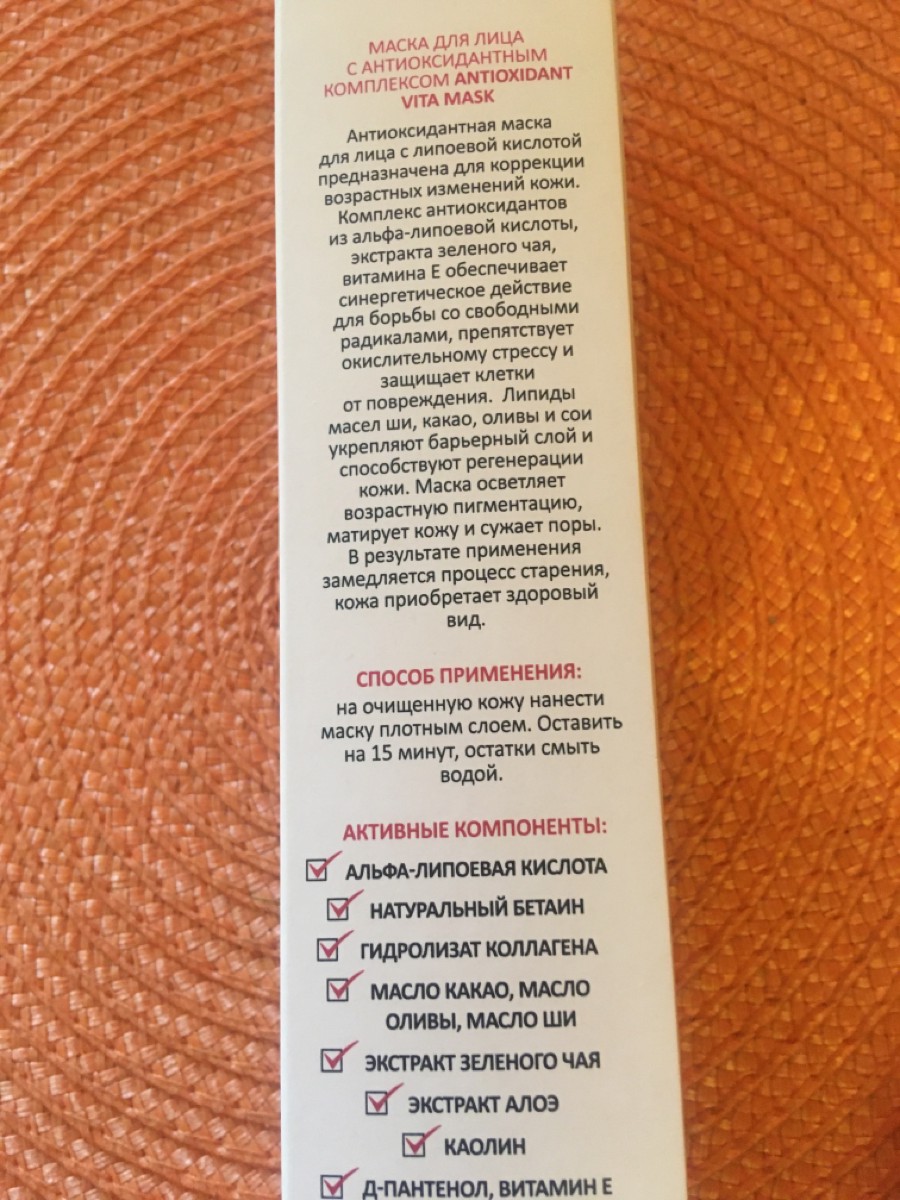 МАСКА ДЛЯ ЛИЦА
С АНТИОКСИДАНТНЫМ
КОМПЛЕКСОМ ANTIOXIDANT
VITA MASK
Антиоксидантная маска
для лица с липоевой кислотой
предназначена для коррекции
возрастных изменений кожи.
Комплекс антиоксидантов
из альфа-липоевой кислоты,
экстракта зеленого чая,
витамина Е обеспечивает
синергетическое действие
для борьбы со свободными
радикалами, препятствует
окислительному стрессу и
защищает клетки
от повреждения. Липиды
масел ши, какао, оливы и сои
укрепляют барьерный слой и
способствуют регенерации
кожи. Маска осветляет
возрастную пигментацию,
матирует кожу и сужает поры.
В результате применения
замедляется процесс старения,
кожа приобретает здоровый
вид.
СПОСОБ ПРИМЕНЕНИЯ:
на очищенную кожу нанести
маску плотным слоем. Оставить
на 15 минут, остатки смыть
водой.
АКТИВНЫЕ КОМПОНЕНТЫ:
АЛЬФА-ЛИПОЕВАЯ КИСЛОТА
НАТУРАЛЬНЫЙ БЕТАИН
ГИДРОЛИЗАТ КОЛЛАГЕНА
МАСЛО КАКАО, МАСЛО
ОЛИВЫ, МАСЛО ШИ
ЭКСТРАКТ ЗЕЛЕНОГО ЧАЯ
ЭКСТРАКТ АЛОЭ
КАОЛИН
Д-ПАНТЕНОЛ, ВИТАМИН Е